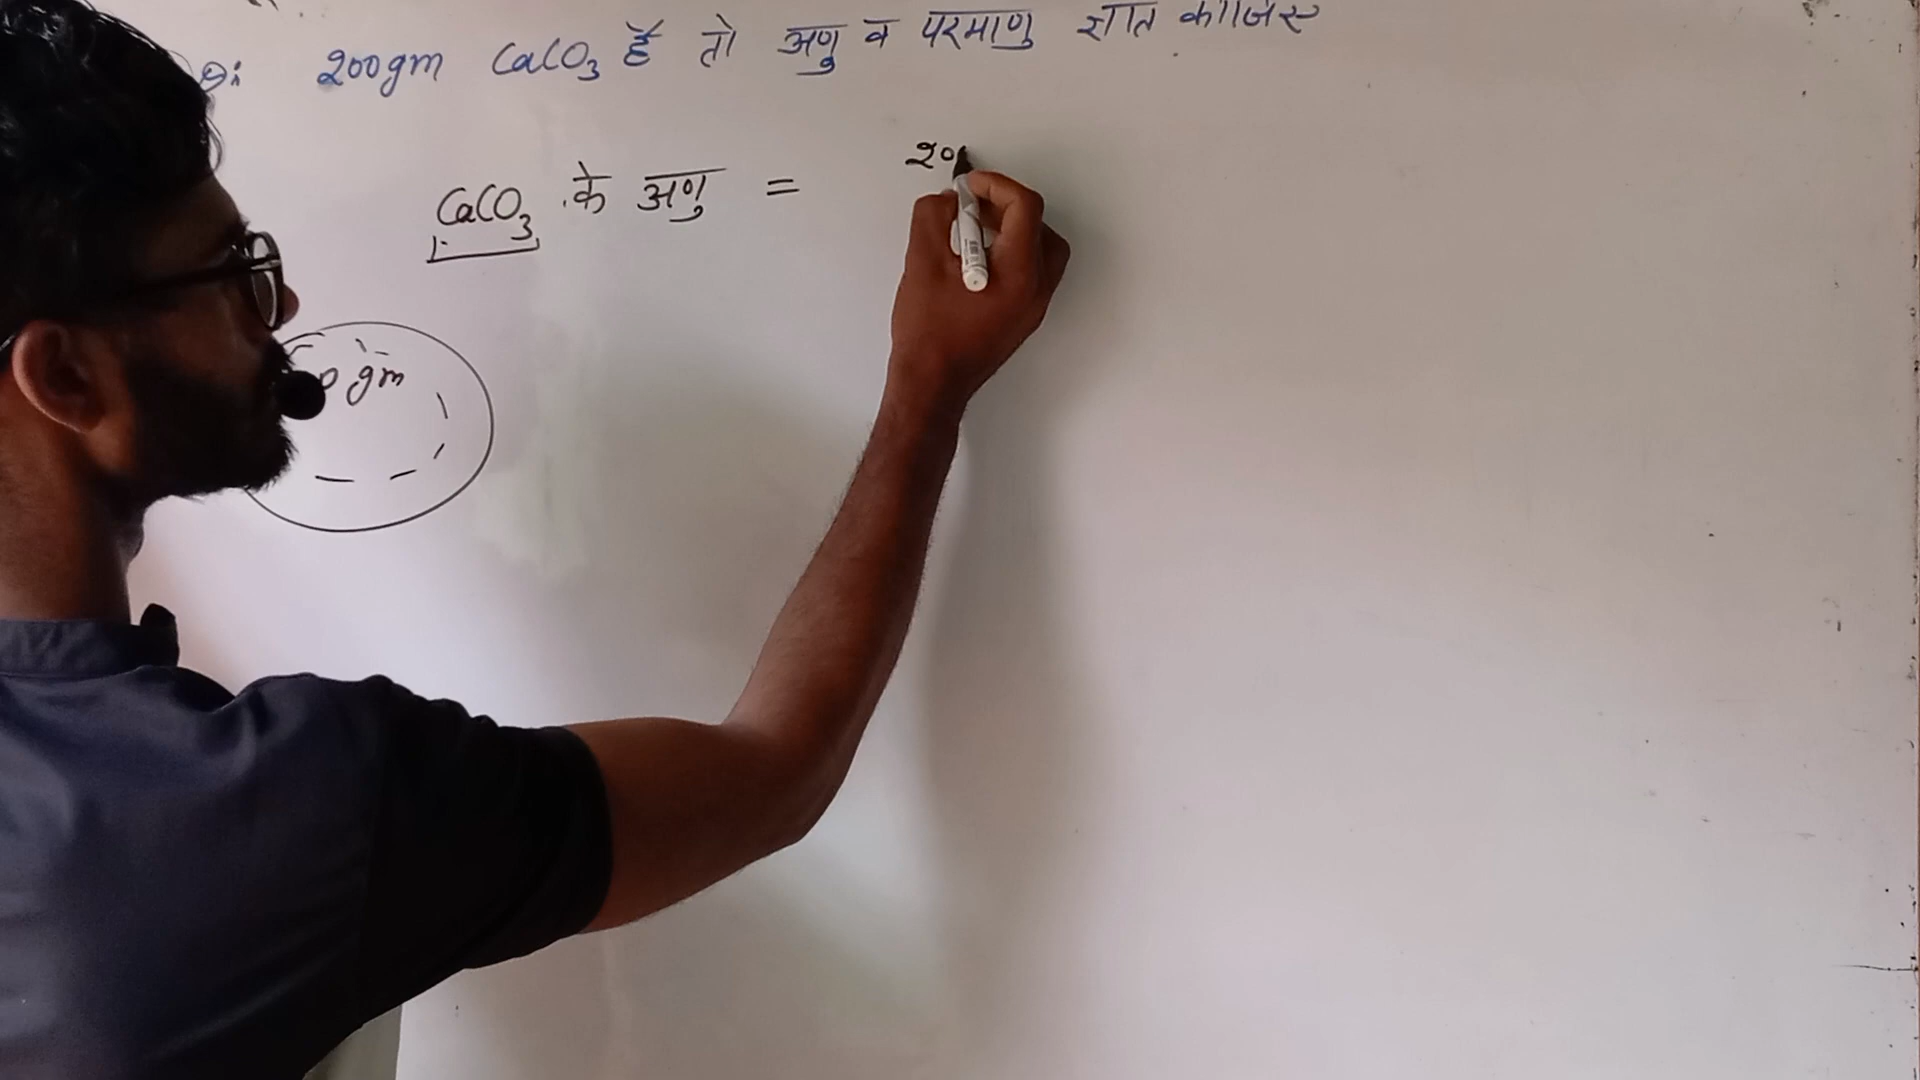 Q: 200gm CaCO3 है तो अणु व परमाणु ज्ञात कीजिए
CaCO3 के अणु = 20
gm